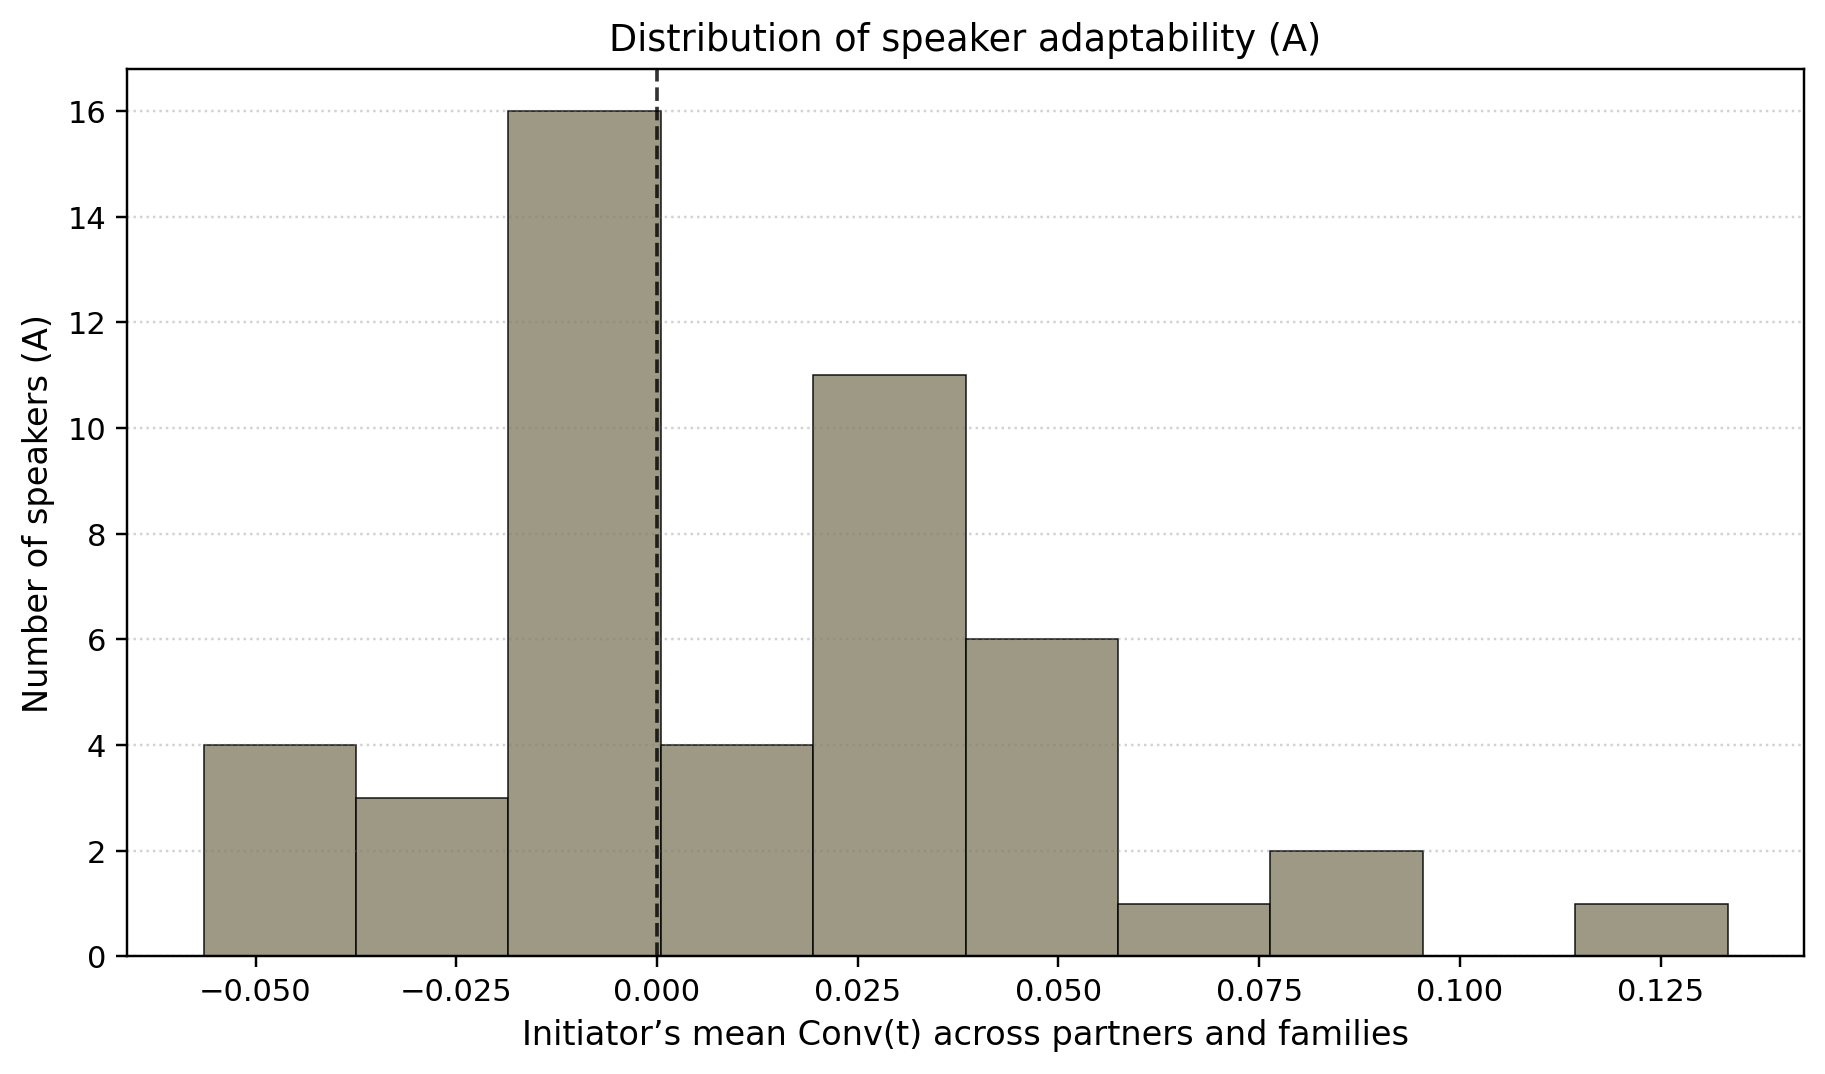 Distribution of speaker adaptability (A)
Number of speakers (A)
16
14
12
10
8
6
4
2
0
−0.050 −0.025 0.000 0.025 0.050 0.075 0.100 0.125
Initiator’s mean Conv(t) across partners and families